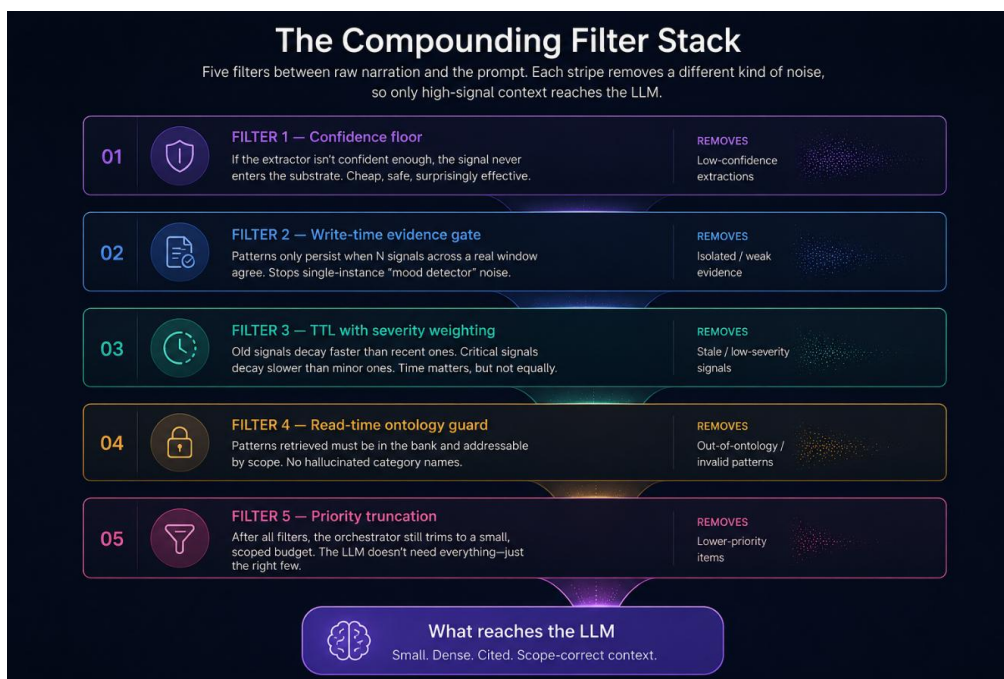 The Compounding Filter Stack
Five filters between raw narration and the prompt. Each stripe removes a different kind of noise,
so only high-signal context reaches the LLM.
01
FILTER 1 — Confidence floor
If the extractor isn't confident enough, the signal never
enters the substrate. Cheap, safe, surprisingly effective.
REMOVES
Low-confidence
extractions
02
FILTER 2 — Write-time evidence gate
Patterns only persist when N signals across a real window
agree. Stops single-instance "mood detector" noise.
REMOVES
Isolated / weak
evidence
03
FILTER 3 — TTL with severity weighting
Old signals decay faster than recent ones. Critical signals
decay slower than minor ones. Time matters, but not equally.
REMOVES
Stale / low-severity
signals
04
FILTER 4 — Read-time ontology guard
Patterns retrieved must be in the bank and addressable
by scope. No hallucinated category names.
REMOVES
Out-of-ontology /
invalid patterns
05
FILTER 5 — Priority truncation
After all filters, the orchestrator still trims to a small,
scoped budget. The LLM doesn't need everything—just
the right few.
REMOVES
Lower-priority
items
What reaches the LLM
Small. Dense. Cited. Scope-correct context.